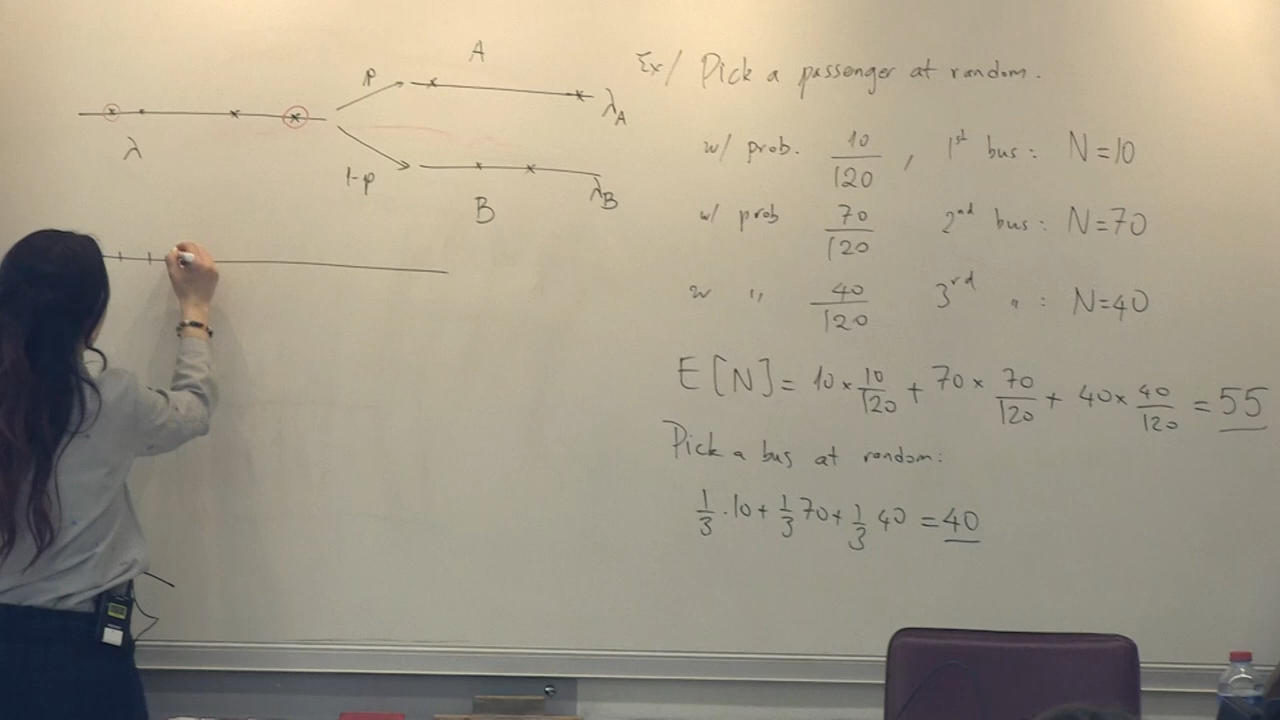 A
p
λ_A
λ
1-p
B
λ_B
Ex/ Pick a passenger at random.
w/ prob. 10/120, 1st bus: N=10
w/ prob 70/120 2nd bus: N=70
w " 40/120 3rd " : N=40
E[N]= 10×10/120 + 70×70/120 + 40×40/120 = 55
Pick a bus at random:
1/3 · 10 + 1/3 70 + 1/3 40 = 40